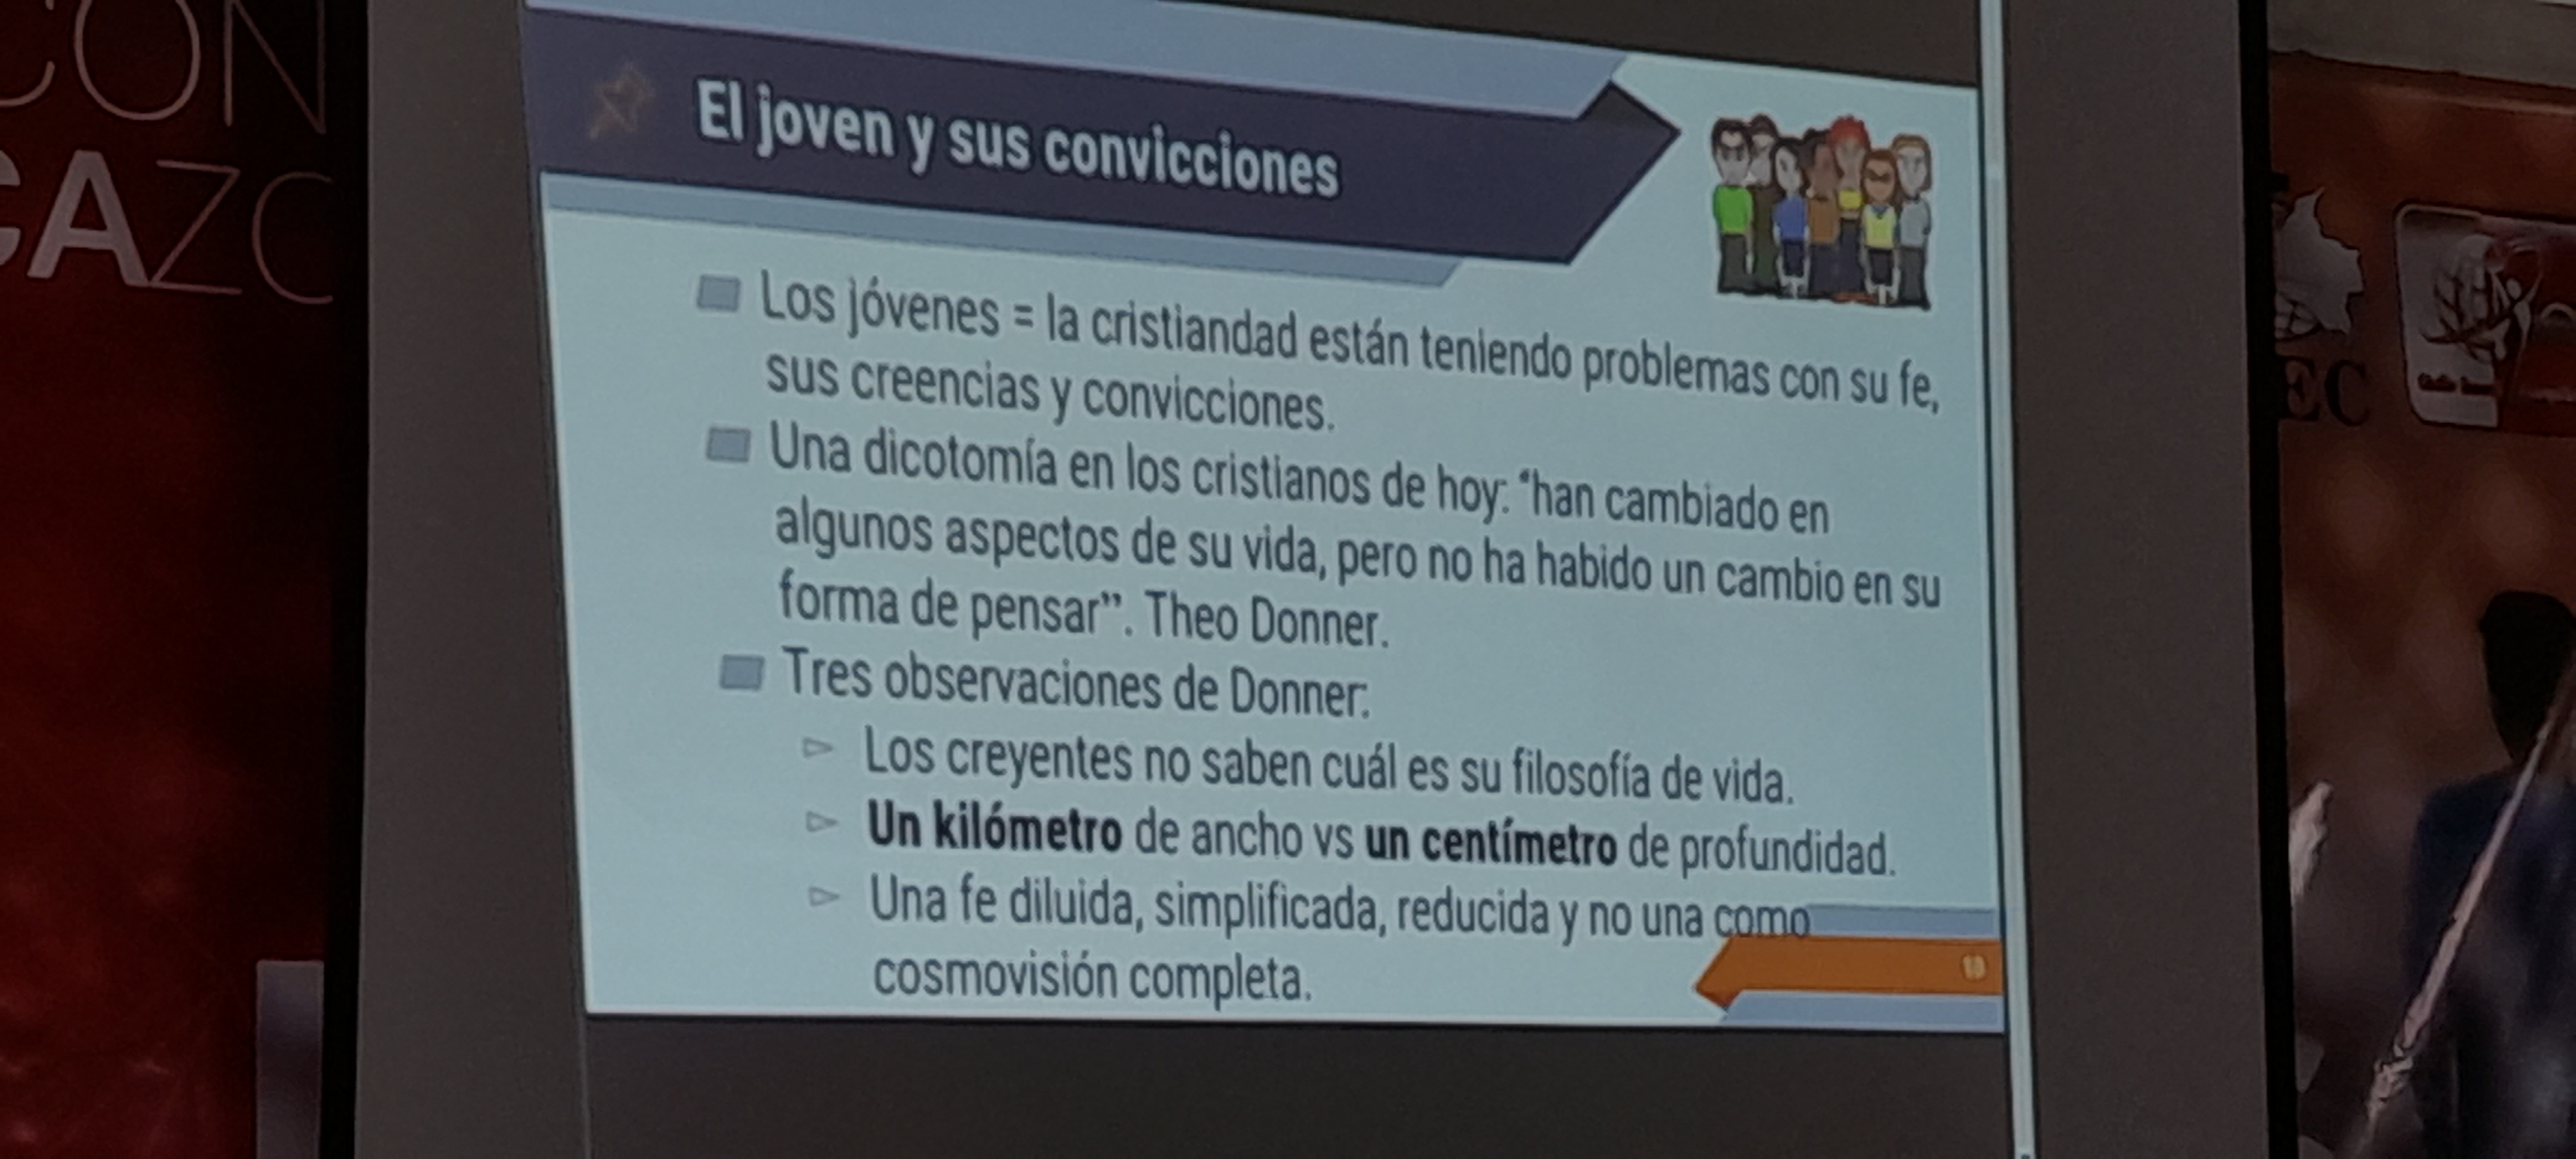 CON
CAZO
El joven y sus convicciones
Los jóvenes = la cristiandad están teniendo problemas con su fe,
sus creencias y convicciones.
Una dicotomía en los cristianos de hoy: “han cambiado en
algunos aspectos de su vida, pero no ha habido un cambio en su
forma de pensar”. Theo Donner.
Tres observaciones de Donner:
Los creyentes no saben cuál es su filosofía de vida.
Un kilómetro de ancho vs un centímetro de profundidad.
Una fe diluida, simplificada, reducida y no una como
cosmovisión completa.
EC